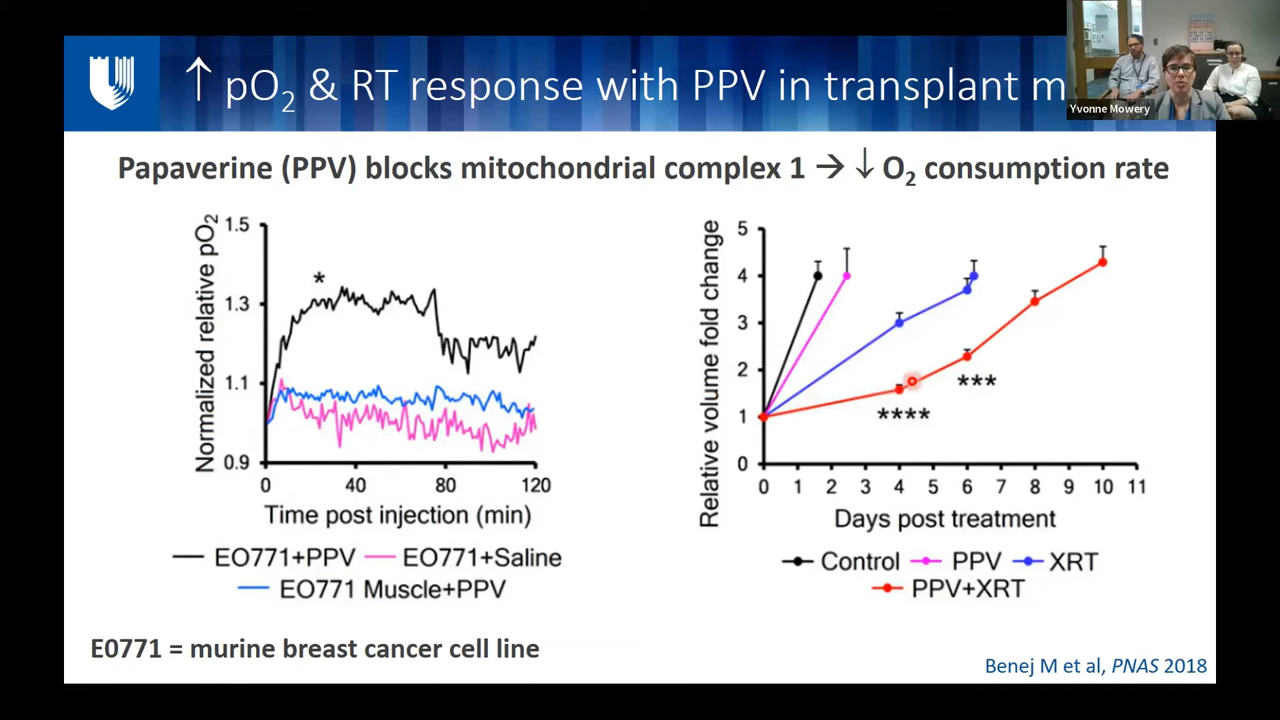 ↑ pO₂ & RT response with PPV in transplant m
Yvonne Mowery
Papaverine (PPV) blocks mitochondrial complex 1 → ↓ O₂ consumption rate
Normalized relative pO₂
1.5
1.3
1.1
0.9
*
0 40 80 120
Time post injection (min)
EO771+PPV EO771+Saline
EO771 Muscle+PPV
Relative volume fold change
5
4
3
2
1
0
***
****
0 1 2 3 4 5 6 7 8 9 10 11
Days post treatment
Control PPV XRT
PPV+XRT
E0771 = murine breast cancer cell line
Benej M et al, PNAS 2018